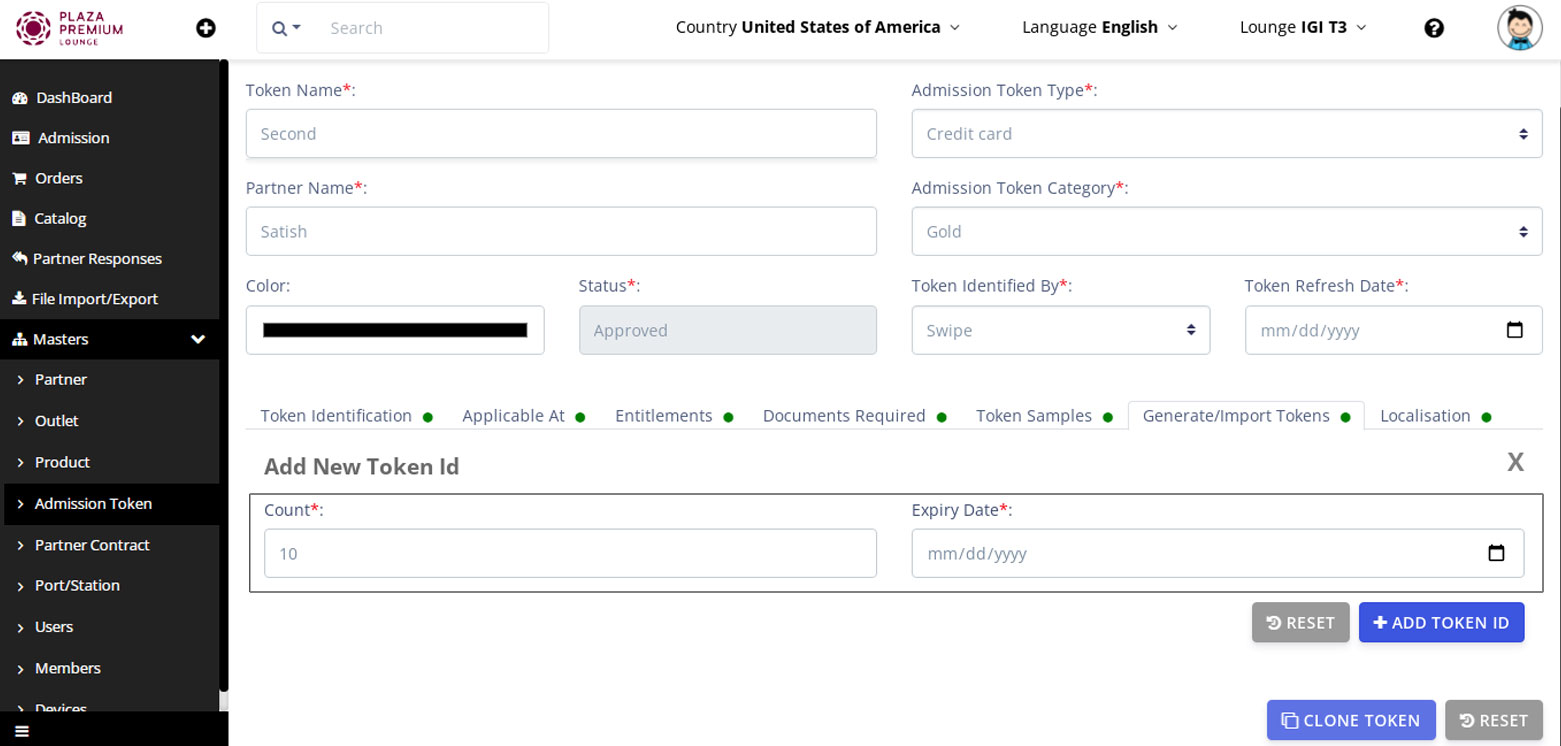 PLAZA
PREMIUM
LOUNGE
Search
Country United States of America
Language English
Lounge IGI T3
DashBoard
Admission
Orders
Catalog
Partner Responses
File Import/Export
Masters
Partner
Outlet
Product
Admission Token
Partner Contract
Port/Station
Users
Members
Devices
Token Name*:
Admission Token Type*:
Second
Credit card
Partner Name*:
Admission Token Category*:
Satish
Gold
Color:
Status*:
Token Identified By*:
Token Refresh Date*:
Approved
Swipe
mm/dd/yyyy
Token Identification
Applicable At
Entitlements
Documents Required
Token Samples
Generate/Import Tokens
Localisation
Add New Token Id
X
Count*:
Expiry Date*:
10
mm/dd/yyyy
RESET
ADD TOKEN ID
CLONE TOKEN
RESET